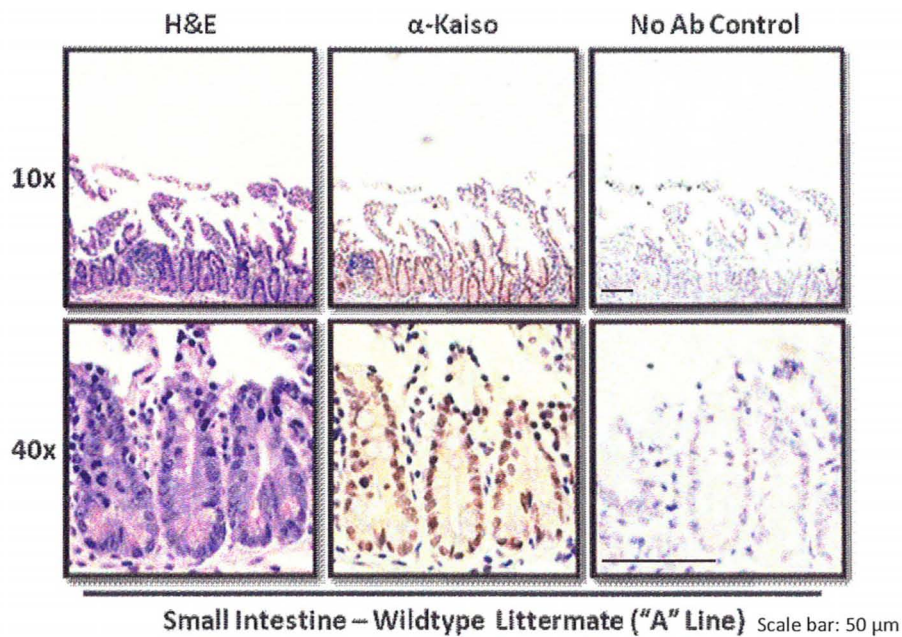 H&E α-Kaiso No Ab Control
10x
40x
Small Intestine – Wildtype Littermate ("A" Line) Scale bar: 50 μm